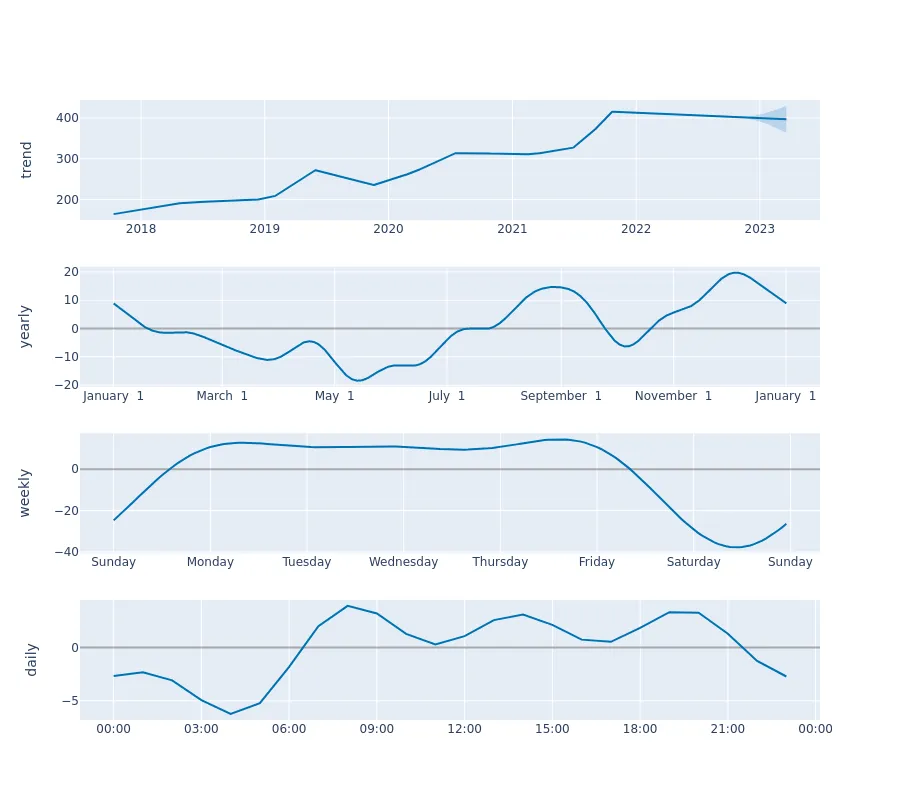 trend
400
300
200
2018 2019 2020 2021 2022 2023
yearly
20
10
0
−10
−20
January 1 March 1 May 1 July 1 September 1 November 1 January 1
weekly
0
−20
−40
Sunday Monday Tuesday Wednesday Thursday Friday Saturday Sunday
daily
0
−5
00:00 03:00 06:00 09:00 12:00 15:00 18:00 21:00 00:00